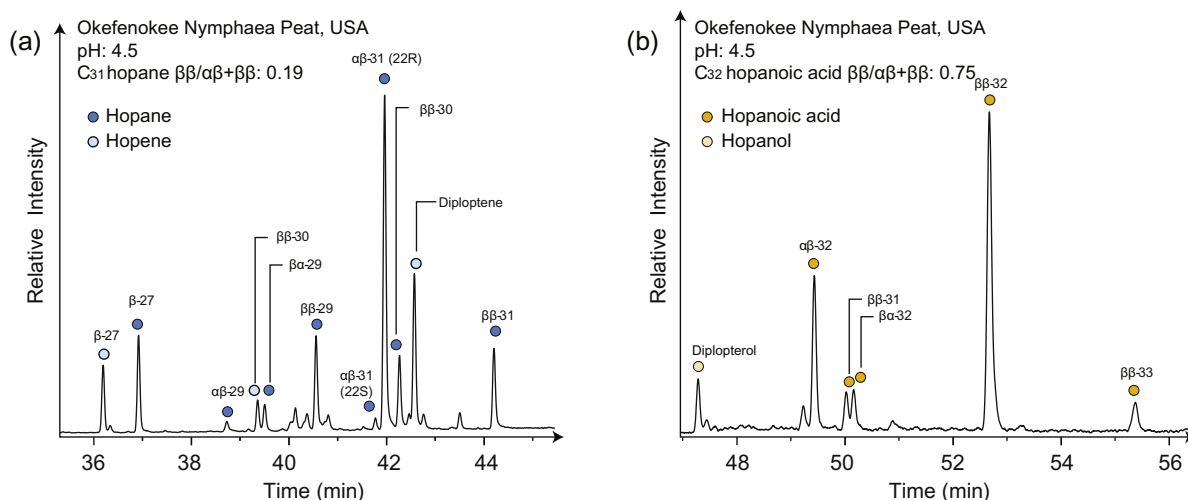 (a)
Okefenokee Nymphaea Peat, USA
pH: 4.5
C31 hopane ββ/αβ+ββ: 0.19
Hopane
Hopene
αβ-31 (22R)
ββ-30
Diploptene
ββ-30
βα-29
β-27
β-27
ββ-29
ββ-31
αβ-29
αβ-31
(22S)
Relative Intensity
36
38
40
42
44
Time (min)
(b)
Okefenokee Nymphaea Peat, USA
pH: 4.5
C32 hopanoic acid ββ/αβ+ββ: 0.75
ββ-32
Hopanoic acid
Hopanol
αβ-32
ββ-31
βα-32
Diplopterol
ββ-33
Relative Intensity
48
50
52
54
56
Time (min)